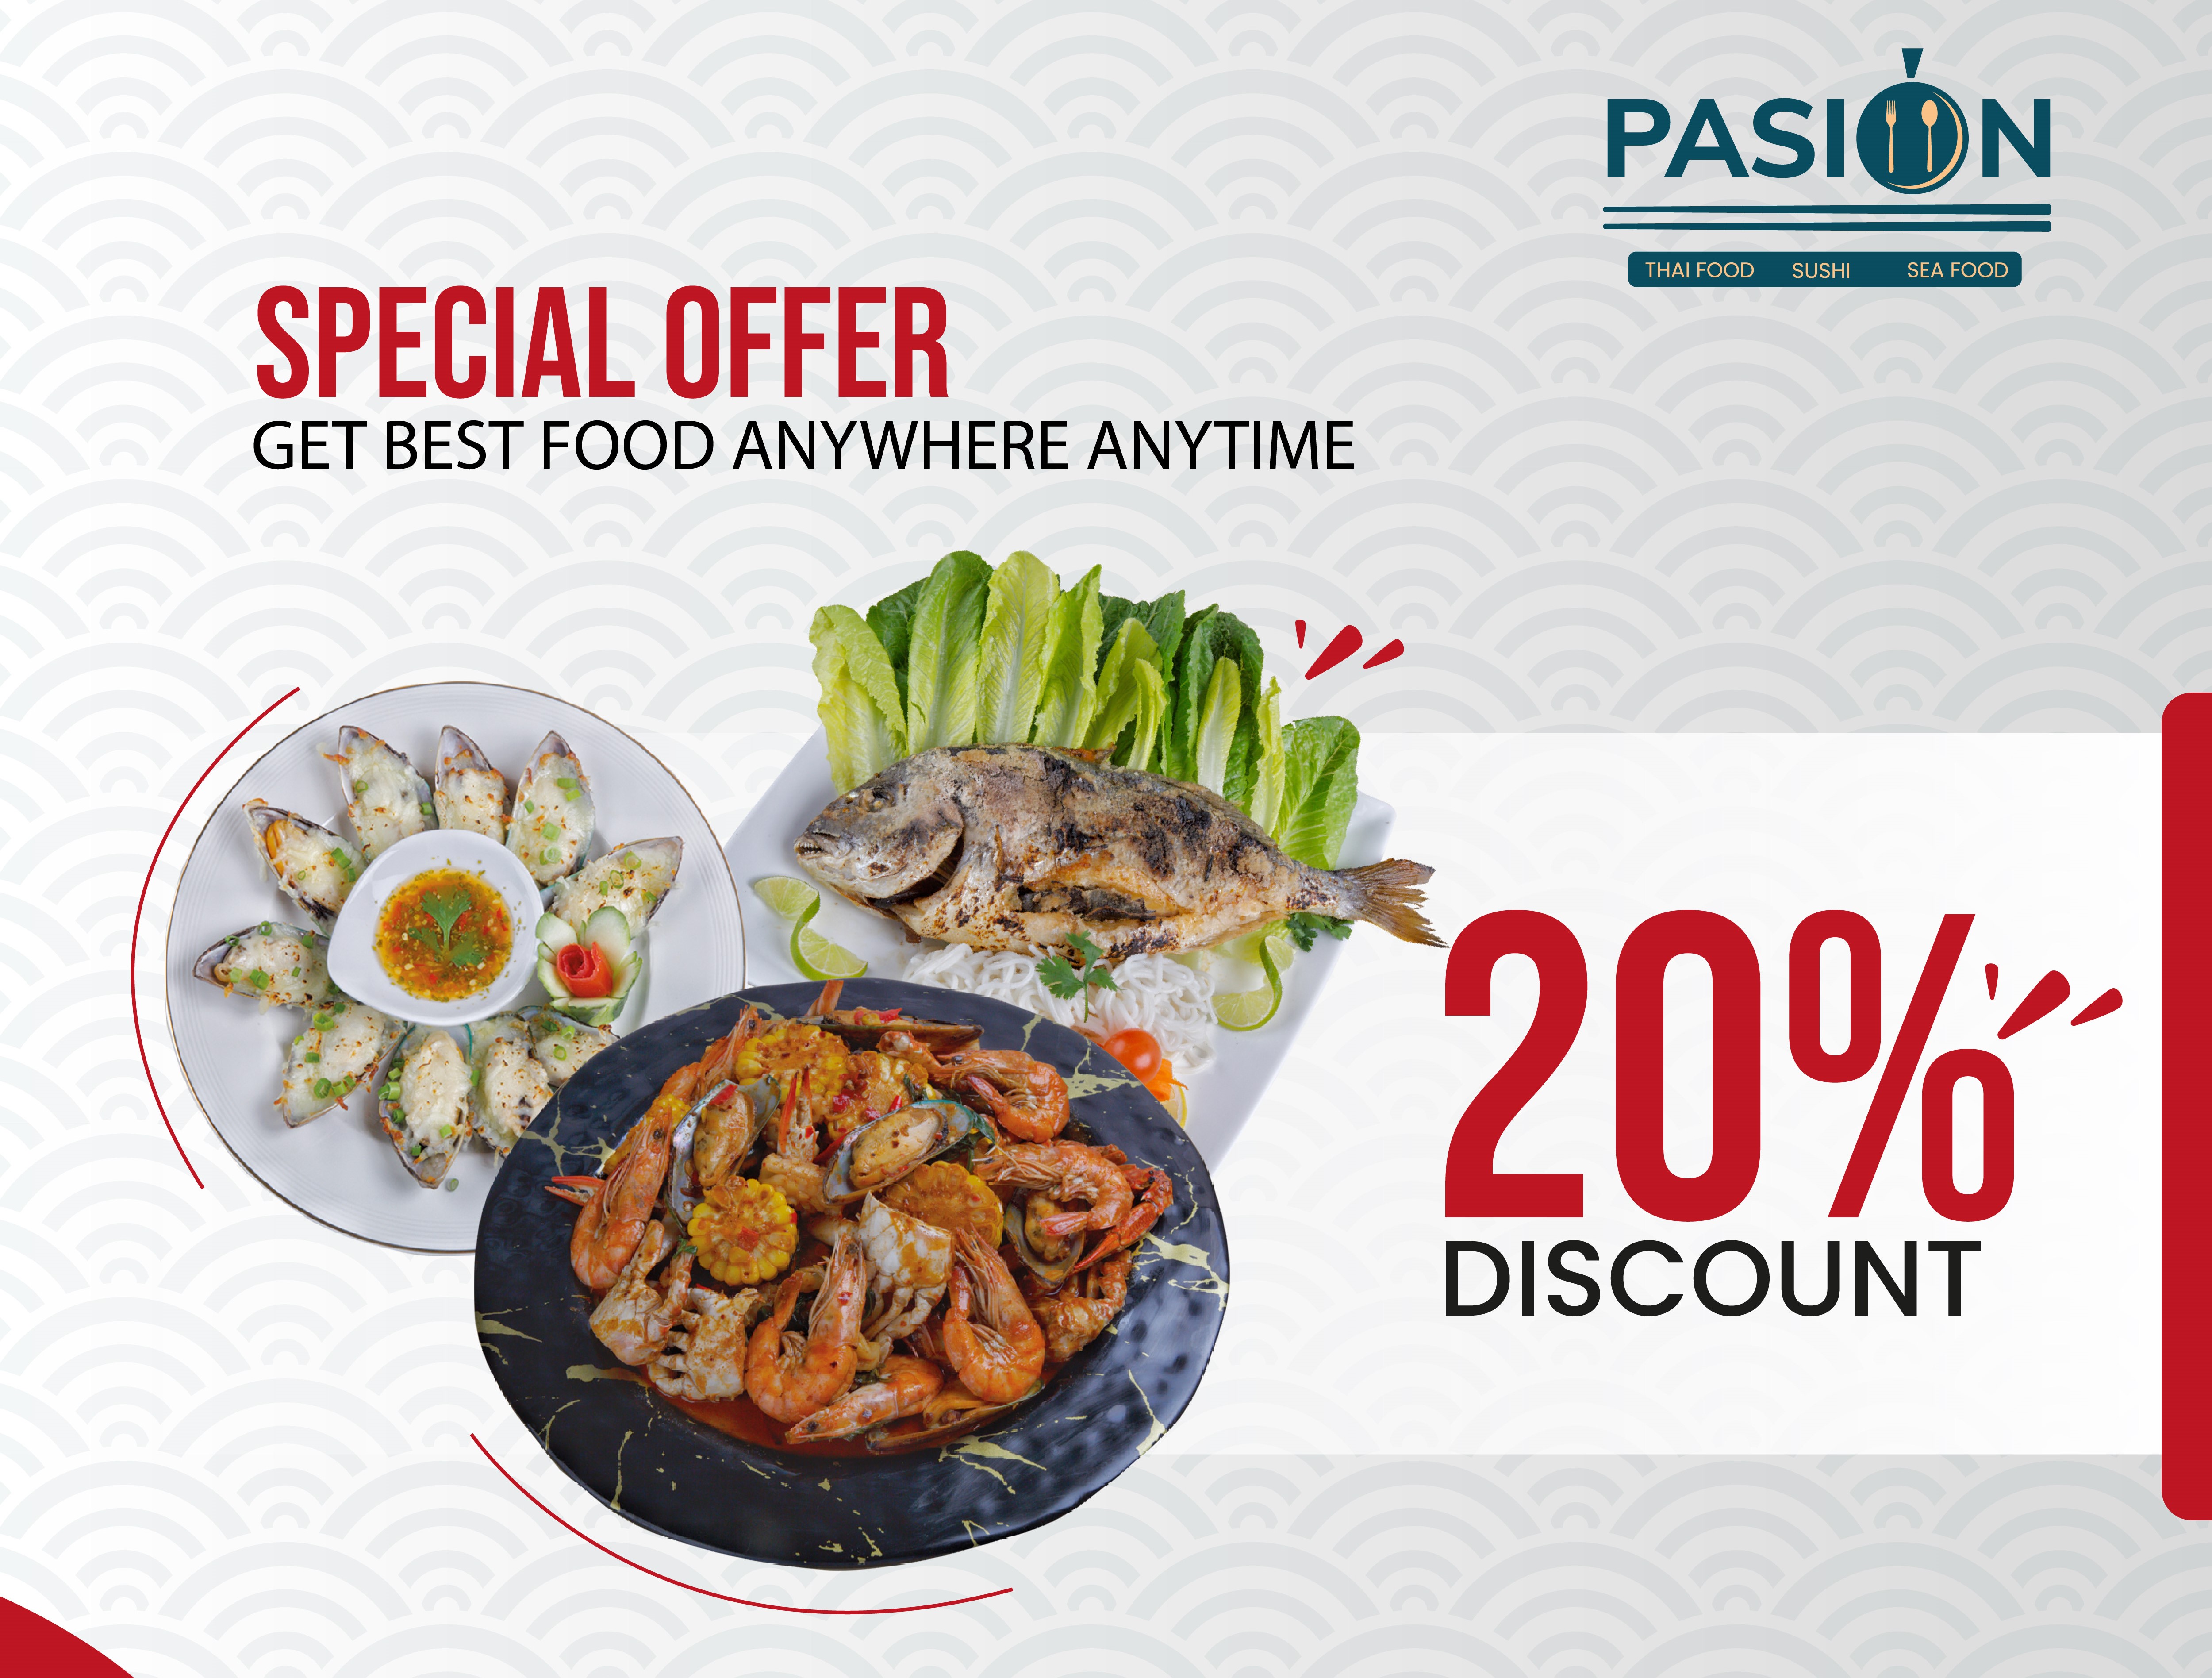 PASION
THAI FOOD SUSHI SEA FOOD
SPECIAL OFFER
GET BEST FOOD ANYWHERE ANYTIME
20%
DISCOUNT